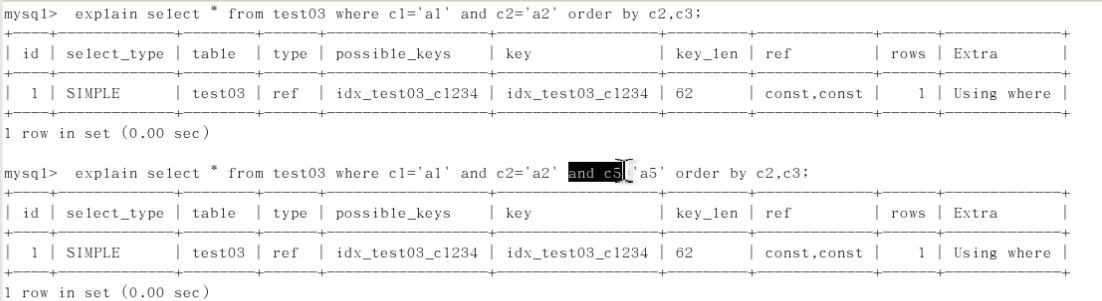 mysql> explain select * from test03 where c1='a1' and c2='a2' order by c2,c3;
+----+-------------+--------+------+------------------+------------------+---------+-------------+------+-------------+
| id | select_type | table | type | possible_keys | key | key_len | ref | rows | Extra |
+----+-------------+--------+------+------------------+------------------+---------+-------------+------+-------------+
| 1 | SIMPLE | test03 | ref | idx_test03_c1234 | idx_test03_c1234 | 62 | const,const | 1 | Using where |
+----+-------------+--------+------+------------------+------------------+---------+-------------+------+-------------+
1 row in set (0.00 sec)
mysql> explain select * from test03 where c1='a1' and c2='a2' and c5='a5' order by c2,c3;
+----+-------------+--------+------+------------------+------------------+---------+-------------+------+-------------+
| id | select_type | table | type | possible_keys | key | key_len | ref | rows | Extra |
+----+-------------+--------+------+------------------+------------------+---------+-------------+------+-------------+
| 1 | SIMPLE | test03 | ref | idx_test03_c1234 | idx_test03_c1234 | 62 | const,const | 1 | Using where |
+----+-------------+--------+------+------------------+------------------+---------+-------------+------+-------------+
1 row in set (0.00 sec)